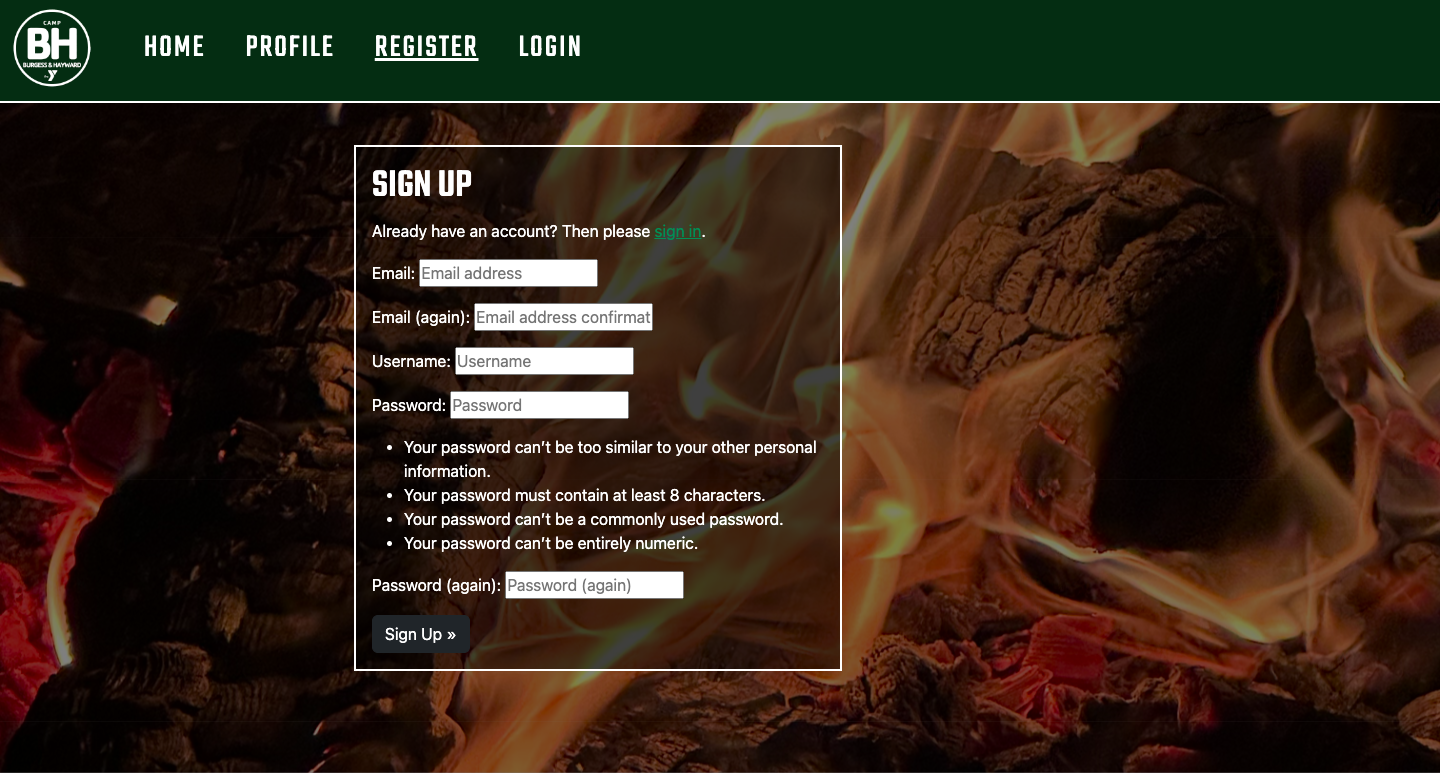 CAMP
BH
BURGESS & HAYWARD
HOME PROFILE REGISTER LOGIN
SIGN UP
Already have an account? Then please sign in.
Email: Email address
Email (again): Email address confirmat
Username: Username
Password: Password
• Your password can’t be too similar to your other personal
information.
• Your password must contain at least 8 characters.
• Your password can’t be a commonly used password.
• Your password can’t be entirely numeric.
Password (again): Password (again)
Sign Up »